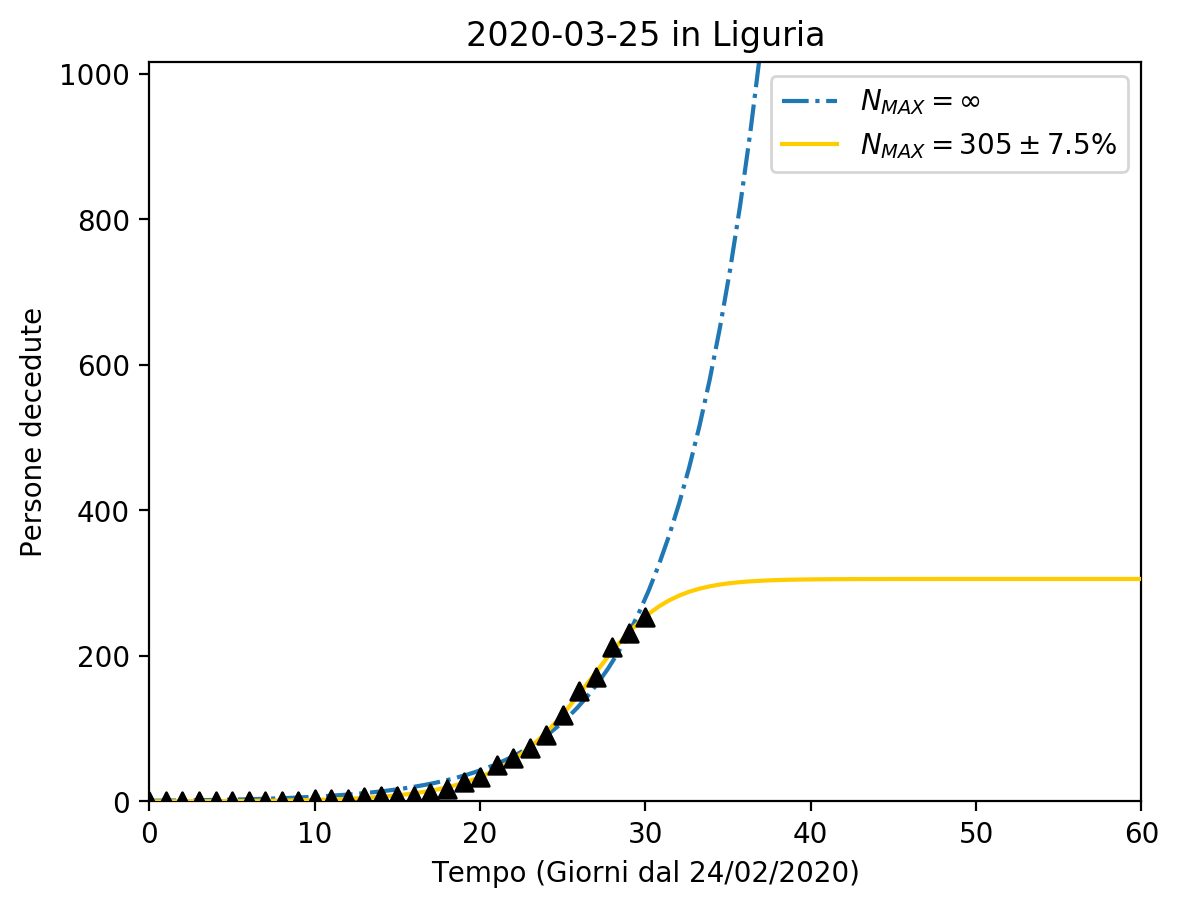 2020-03-25 in Liguria
N_MAX = ∞
N_MAX = 305 ± 7.5%
1000
800
600
400
200
0
Persone decedute
0 10 20 30 40 50 60
Tempo (Giorni dal 24/02/2020)